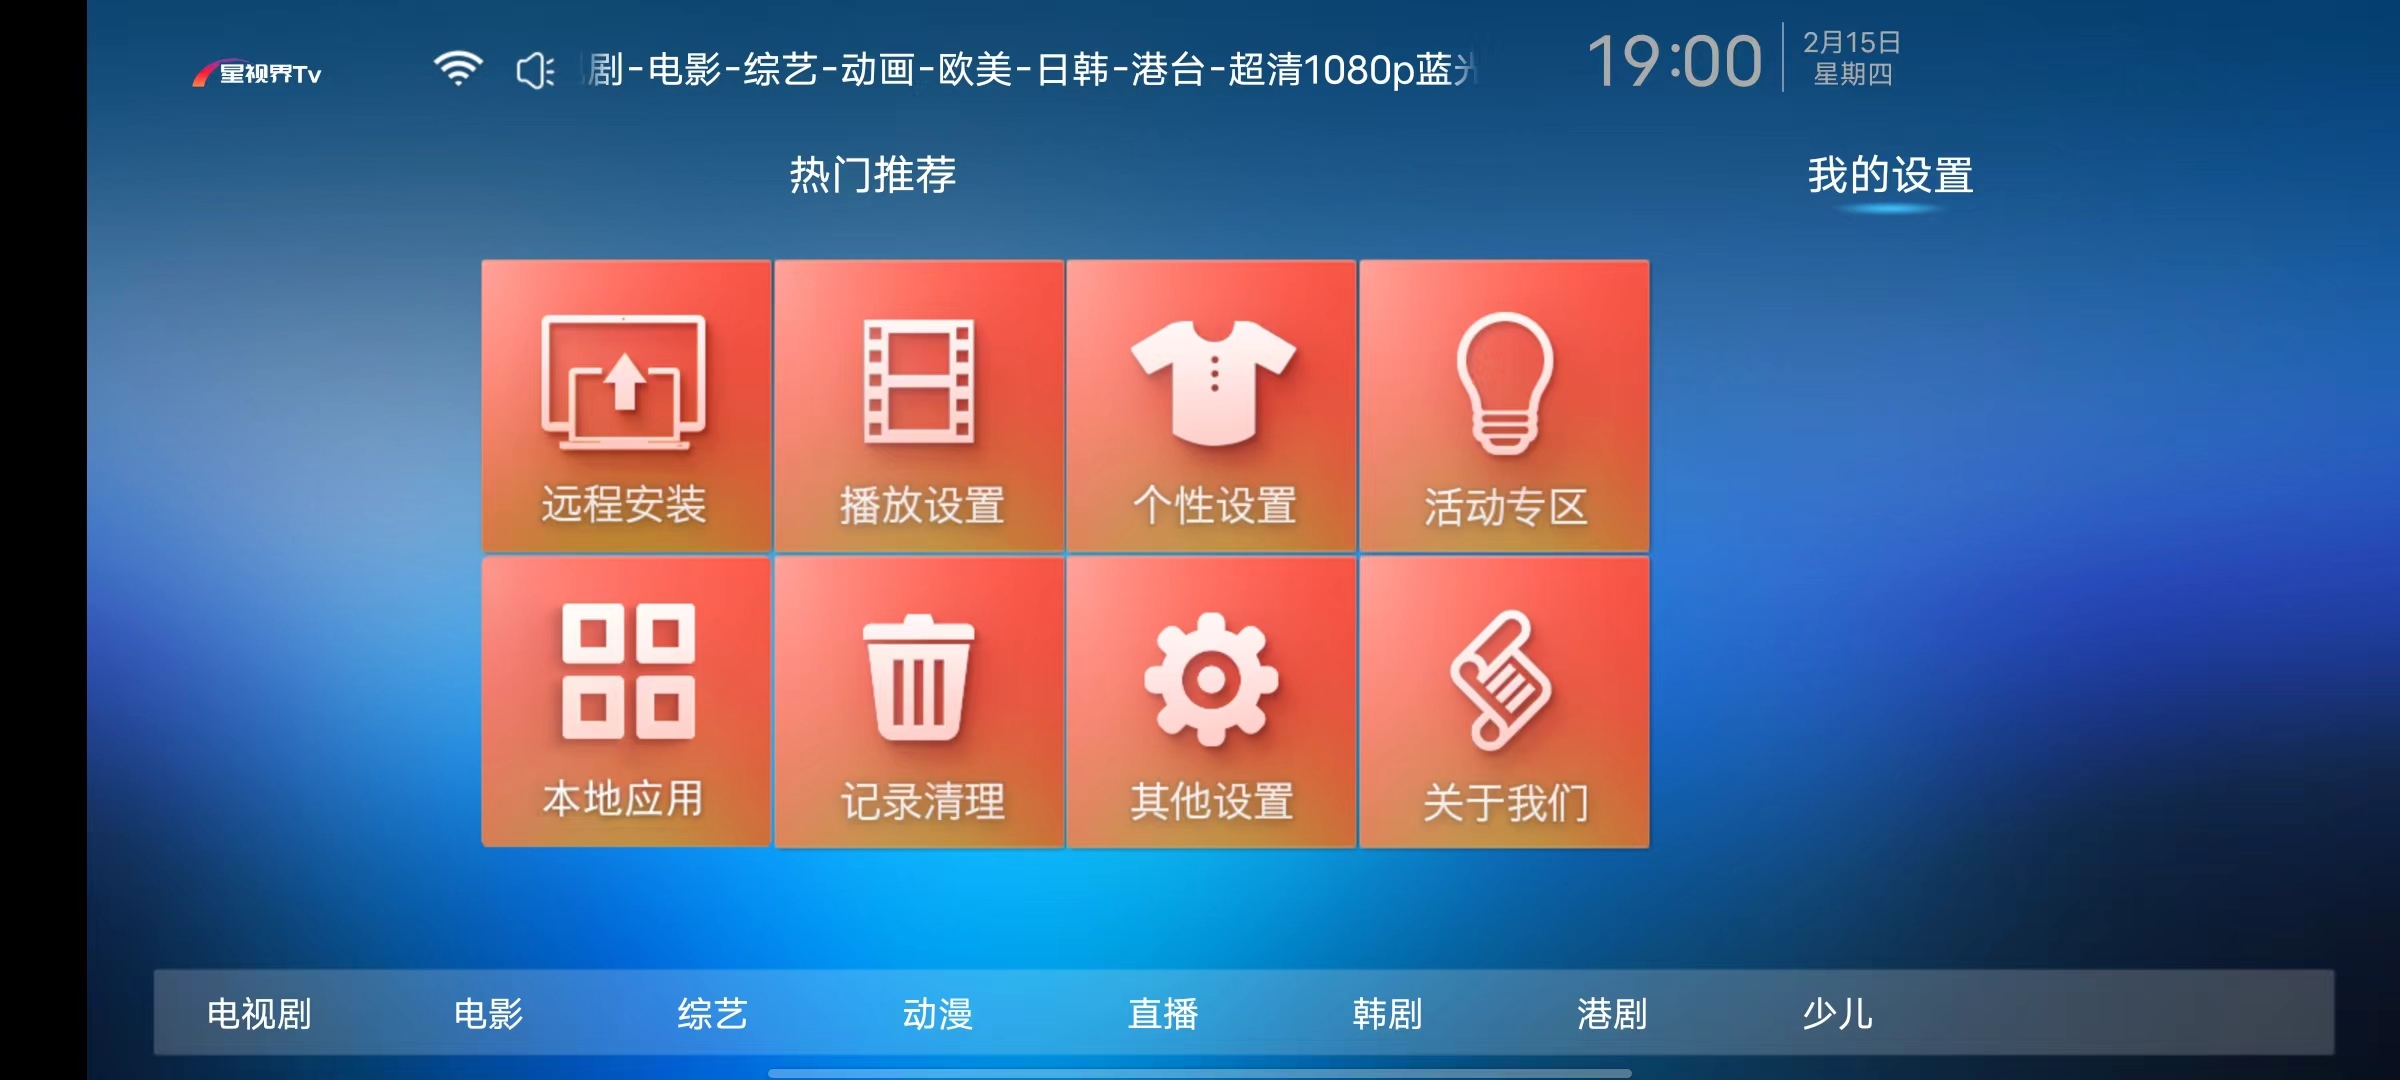 星视界Tv
剧-电影-综艺-动画-欧美-日韩-港台-超清1080p蓝
19:00
2月15日
星期四
热门推荐
我的设置
远程安装
播放设置
个性设置
活动专区
本地应用
记录清理
其他设置
关于我们
电视剧
电影
综艺
动漫
直播
韩剧
港剧
少儿